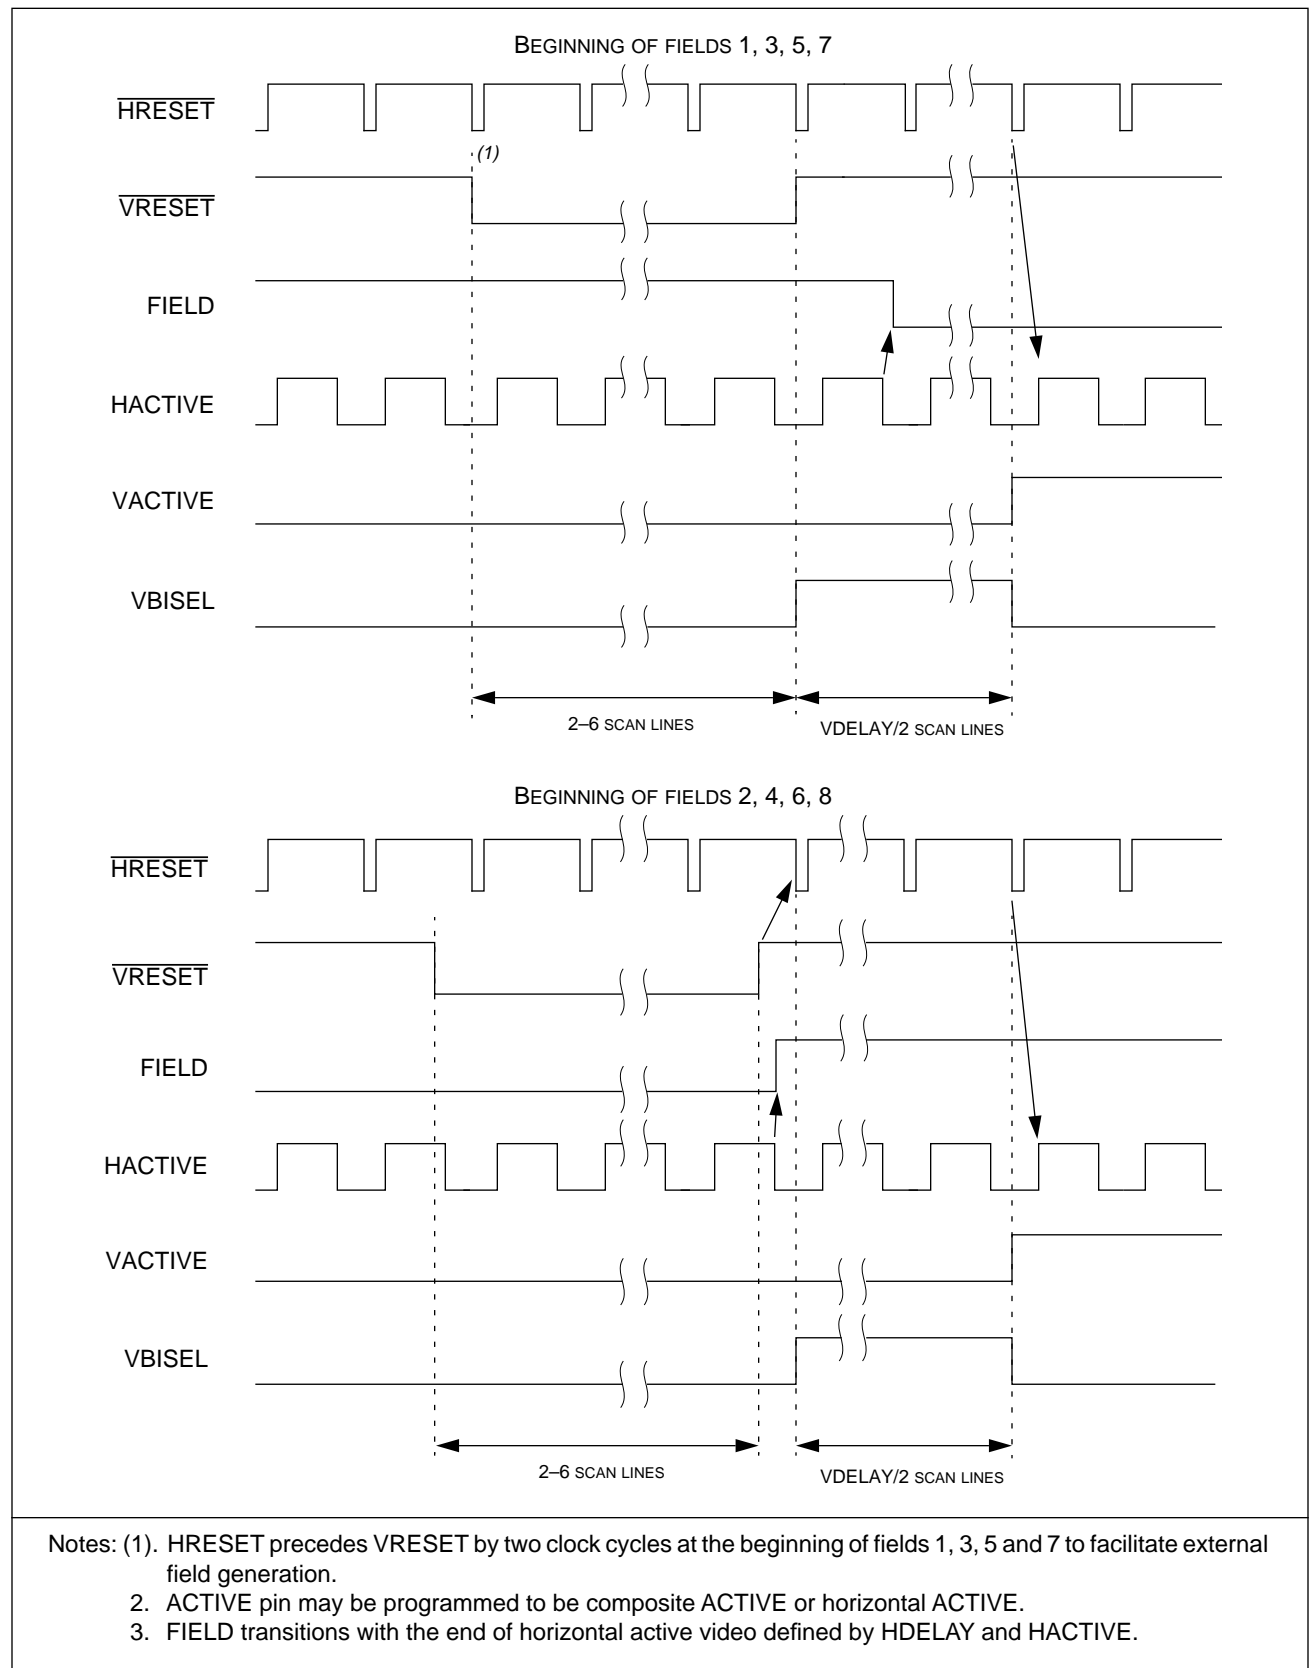 BEGINNING OF FIELDS 1, 3, 5, 7
HRESET
(1)
VRESET
FIELD
HACTIVE
VACTIVE
VBISEL
2–6 SCAN LINES
VDELAY/2 SCAN LINES
BEGINNING OF FIELDS 2, 4, 6, 8
HRESET
VRESET
FIELD
HACTIVE
VACTIVE
VBISEL
2–6 SCAN LINES
VDELAY/2 SCAN LINES
Notes: (1). HRESET precedes VRESET by two clock cycles at the beginning of fields 1, 3, 5 and 7 to facilitate external
field generation.
2. ACTIVE pin may be programmed to be composite ACTIVE or horizontal ACTIVE.
3. FIELD transitions with the end of horizontal active video defined by HDELAY and HACTIVE.